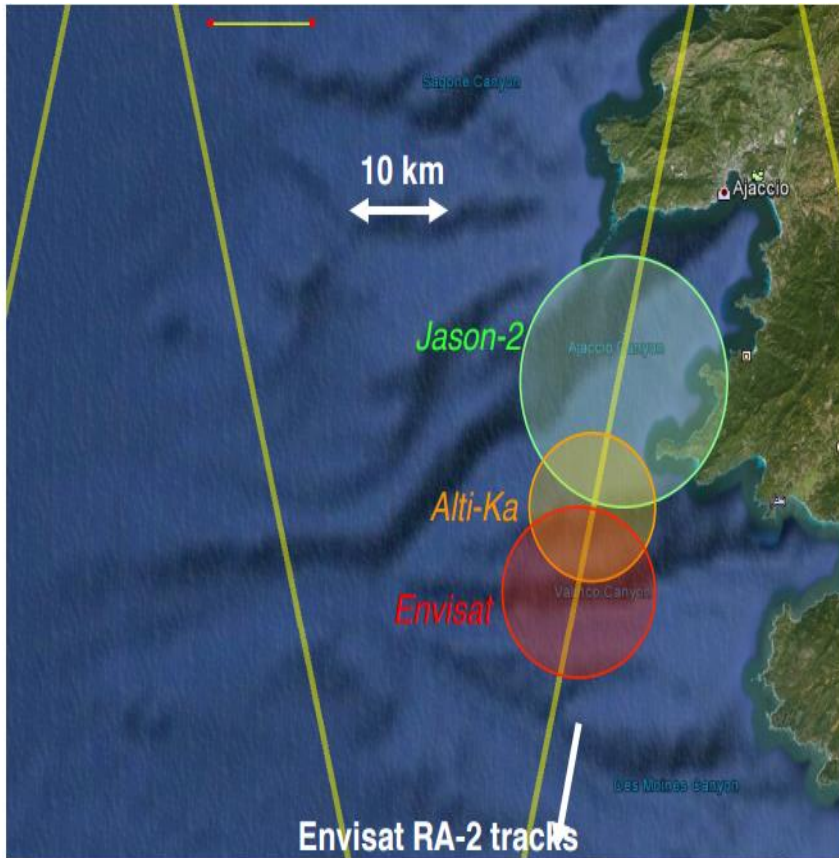 Sagone Canyon
10 km
Ajaccio
Jason-2
Ajaccio Canyon
Alti-Ka
Valinco Canyon
Envisat
Des Moines Canyon
Envisat RA-2 tracks